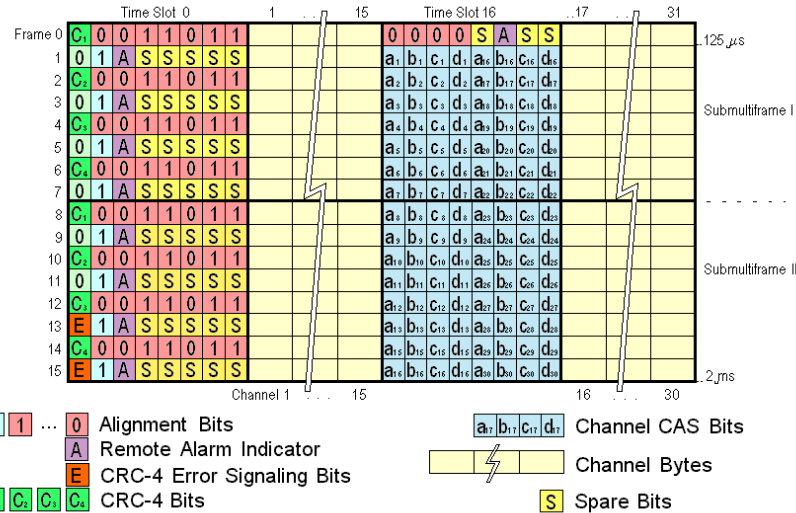 Time Slot 0 1 . . . 15 Time Slot 16 ..17 . . . 31
Frame 0 C₁ 0 0 1 1 0 1 1 0 0 0 0 S A S S 125 µs
1 0 1 A S S S S S a₁ b₁ c₁ d₁ a₁₆ b₁₆ c₁₆ d₁₆
2 C₂ 0 0 1 1 0 1 1 a₂ b₂ c₂ d₂ a₁₇ b₁₇ c₁₇ d₁₇
3 0 1 A S S S S S a₃ b₃ c₃ d₃ a₁₈ b₁₈ c₁₈ d₁₈ Submultiframe I
4 C₃ 0 0 1 1 0 1 1 a₄ b₄ c₄ d₄ a₁₉ b₁₉ c₁₉ d₁₉
5 0 1 A S S S S S a₅ b₅ c₅ d₅ a₂₀ b₂₀ c₂₀ d₂₀
6 C₄ 0 0 1 1 0 1 1 a₆ b₆ c₆ d₆ a₂₁ b₂₁ c₂₁ d₂₁
7 0 1 A S S S S S a₇ b₇ c₇ d₇ a₂₂ b₂₂ c₂₂ d₂₂
8 C₁ 0 0 1 1 0 1 1 a₈ b₈ c₈ d₈ a₂₃ b₂₃ c₂₃ d₂₃
9 0 1 A S S S S S a₉ b₉ c₉ d₉ a₂₄ b₂₄ c₂₄ d₂₄
10 C₂ 0 0 1 1 0 1 1 a₁₀ b₁₀ c₁₀ d₁₀ a₂₅ b₂₅ c₂₅ d₂₅ Submultiframe II
11 0 1 A S S S S S a₁₁ b₁₁ c₁₁ d₁₁ a₂₆ b₂₆ c₂₆ d₂₆
12 C₃ 0 0 1 1 0 1 1 a₁₂ b₁₂ c₁₂ d₁₂ a₂₇ b₂₇ c₂₇ d₂₇
13 E 1 A S S S S S a₁₃ b₁₃ c₁₃ d₁₃ a₂₈ b₂₈ c₂₈ d₂₈
14 C₄ 0 0 1 1 0 1 1 a₁₅ b₁₅ c₁₅ d₁₅ a₂₉ b₂₉ c₂₉ d₂₉
15 E 1 A S S S S S a₁₆ b₁₆ c₁₆ d₁₆ a₃₀ b₃₀ c₃₀ d₃₀ 2 ms
Channel 1 . . . 15 16 . . . 30
1 ... 0 Alignment Bits
A Remote Alarm Indicator
E CRC-4 Error Signaling Bits
C₂ C₃ C₄ CRC-4 Bits
a₁₇ b₁₇ c₁₇ d₁₇ Channel CAS Bits
Channel Bytes
S Spare Bits